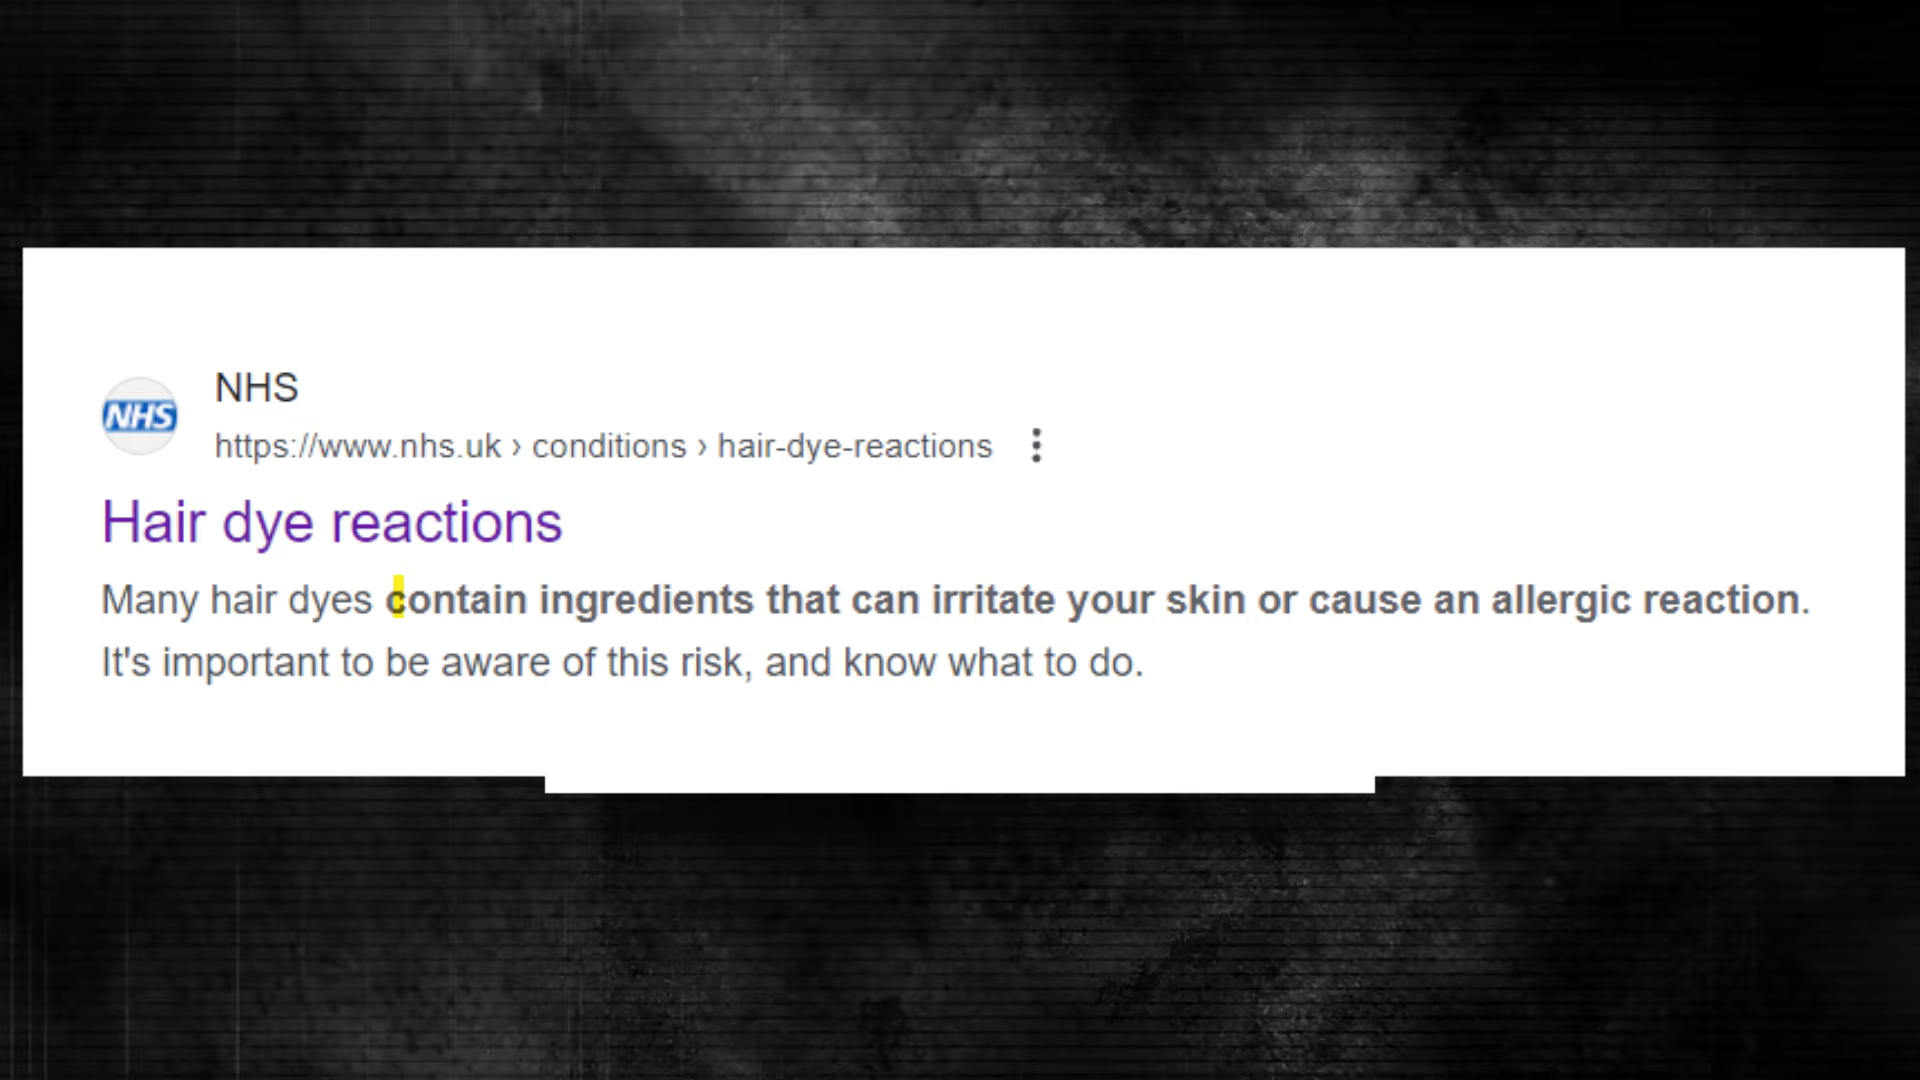 NHS
NHS
https://www.nhs.uk › conditions › hair-dye-reactions
Hair dye reactions
Many hair dyes contain ingredients that can irritate your skin or cause an allergic reaction.
It's important to be aware of this risk, and know what to do.